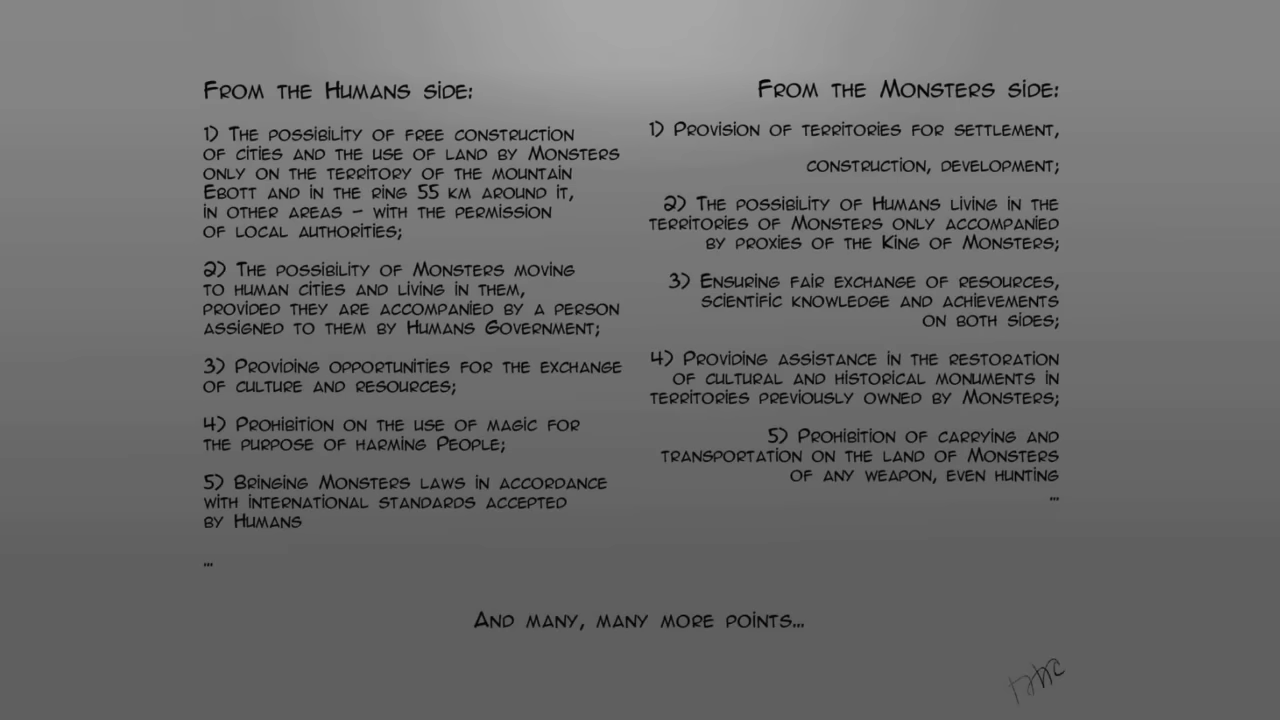 From the Humans side:
1) The possibility of free construction
of cities and the use of land by Monsters
only on the territory of the mountain
Ebott and in the ring 55 km around it,
in other areas – with the permission
of local authorities;
2) The possibility of Monsters moving
to human cities and living in them,
provided they are accompanied by a person
assigned to them by Humans Government;
3) Providing opportunities for the exchange
of culture and resources;
4) Prohibition on the use of magic for
the purpose of harming People;
5) Bringing Monsters laws in accordance
with international standards accepted
by Humans
...
From the Monsters side:
1) Provision of territories for settlement,
construction, development;
2) The possibility of Humans living in the
territories of Monsters only accompanied
by proxies of the King of Monsters;
3) Ensuring fair exchange of resources,
scientific knowledge and achievements
on both sides;
4) Providing assistance in the restoration
of cultural and historical monuments in
territories previously owned by Monsters;
5) Prohibition of carrying and
transportation on the land of Monsters
of any weapon, even hunting
...
And many, many more points...